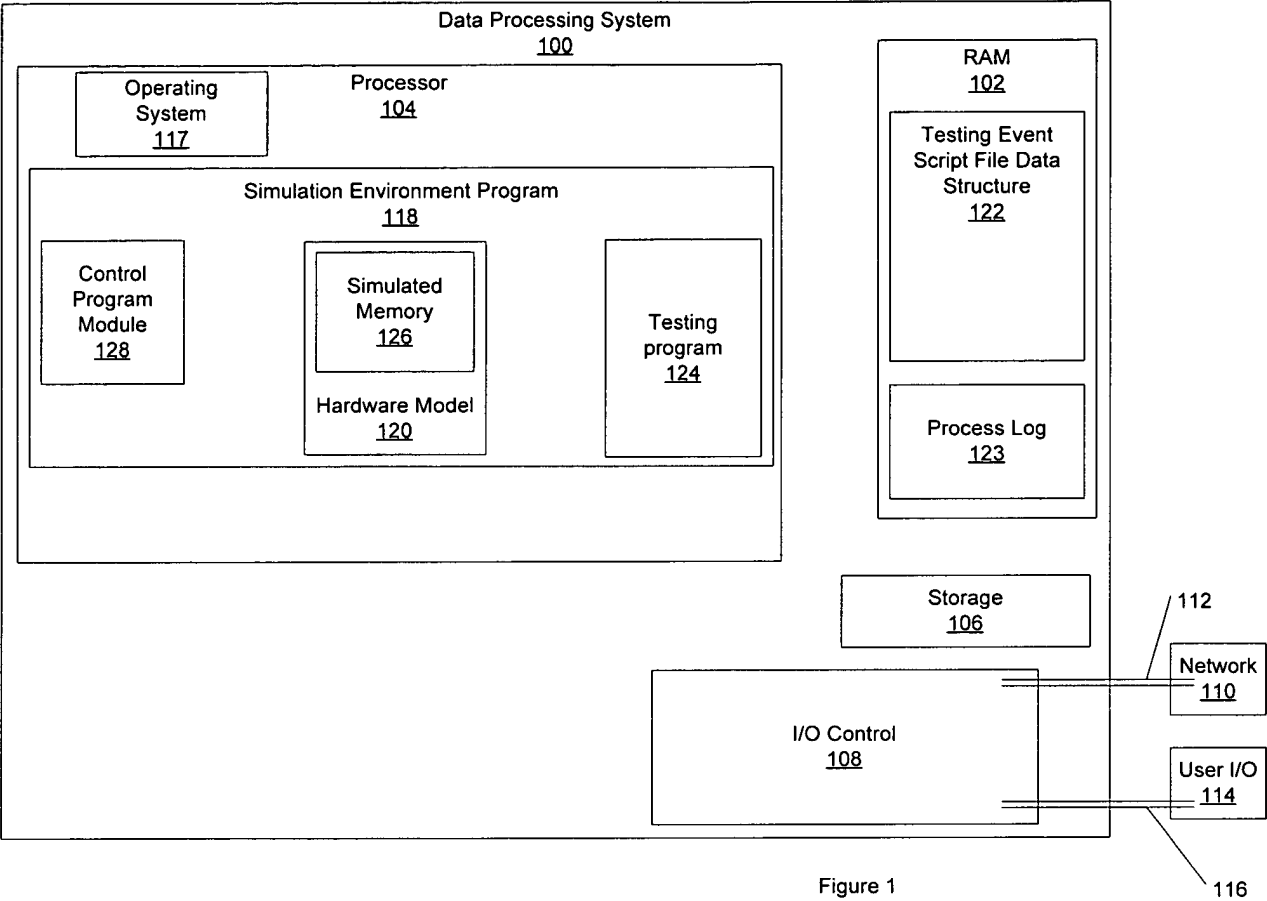 Data Processing System
100
Processor
104
Operating
System
117
Simulation Environment Program
118
Control
Program
Module
128
Simulated
Memory
126
Hardware Model
120
Testing
program
124
RAM
102
Testing Event
Script File Data
Structure
122
Process Log
123
Storage
106
I/O Control
108
112
Network
110
User I/O
114
116
Figure 1